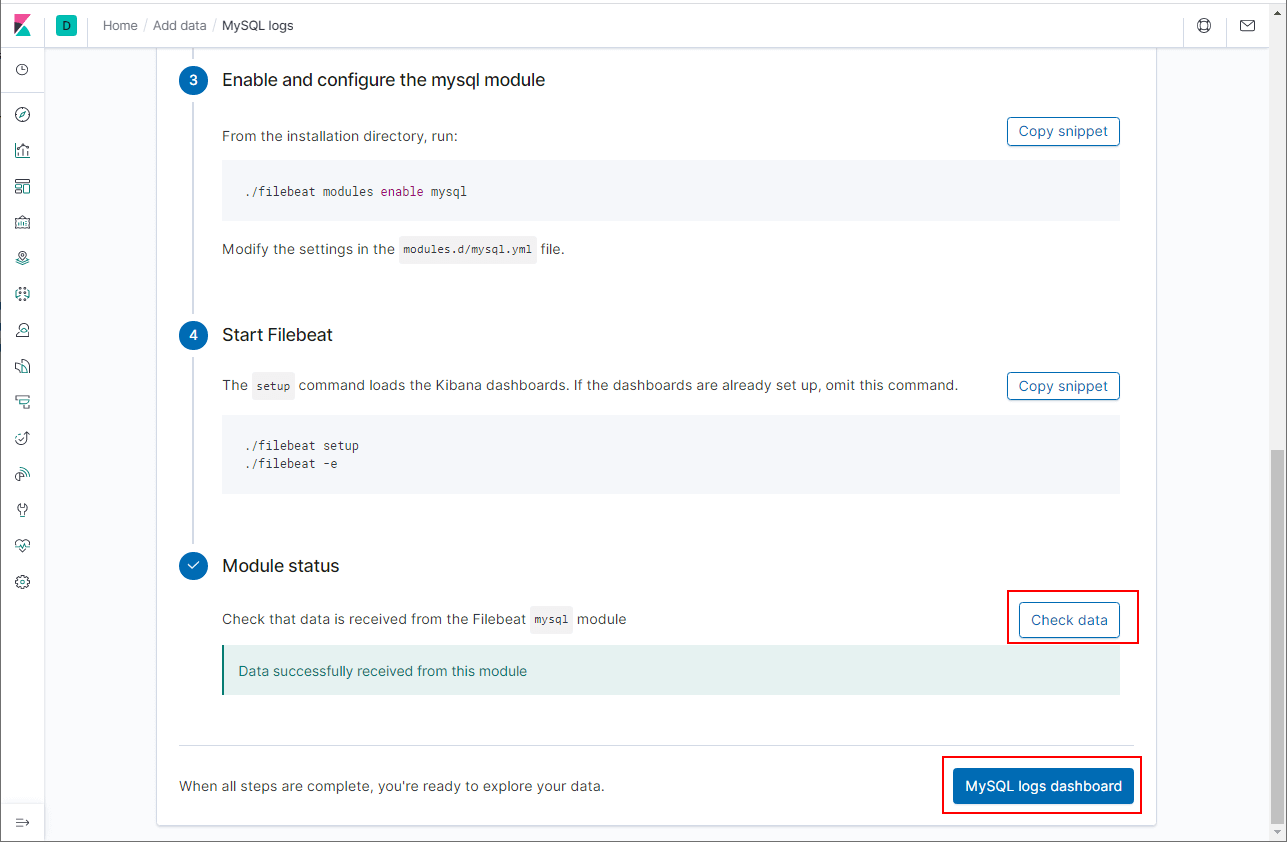 D Home / Add data / MySQL logs
3 Enable and configure the mysql module
From the installation directory, run:
Copy snippet
./filebeat modules enable mysql
Modify the settings in the modules.d/mysql.yml file.
4 Start Filebeat
The setup command loads the Kibana dashboards. If the dashboards are already set up, omit this command.
Copy snippet
./filebeat setup
./filebeat -e
Module status
Check that data is received from the Filebeat mysql module
Check data
Data successfully received from this module
When all steps are complete, you're ready to explore your data.
MySQL logs dashboard